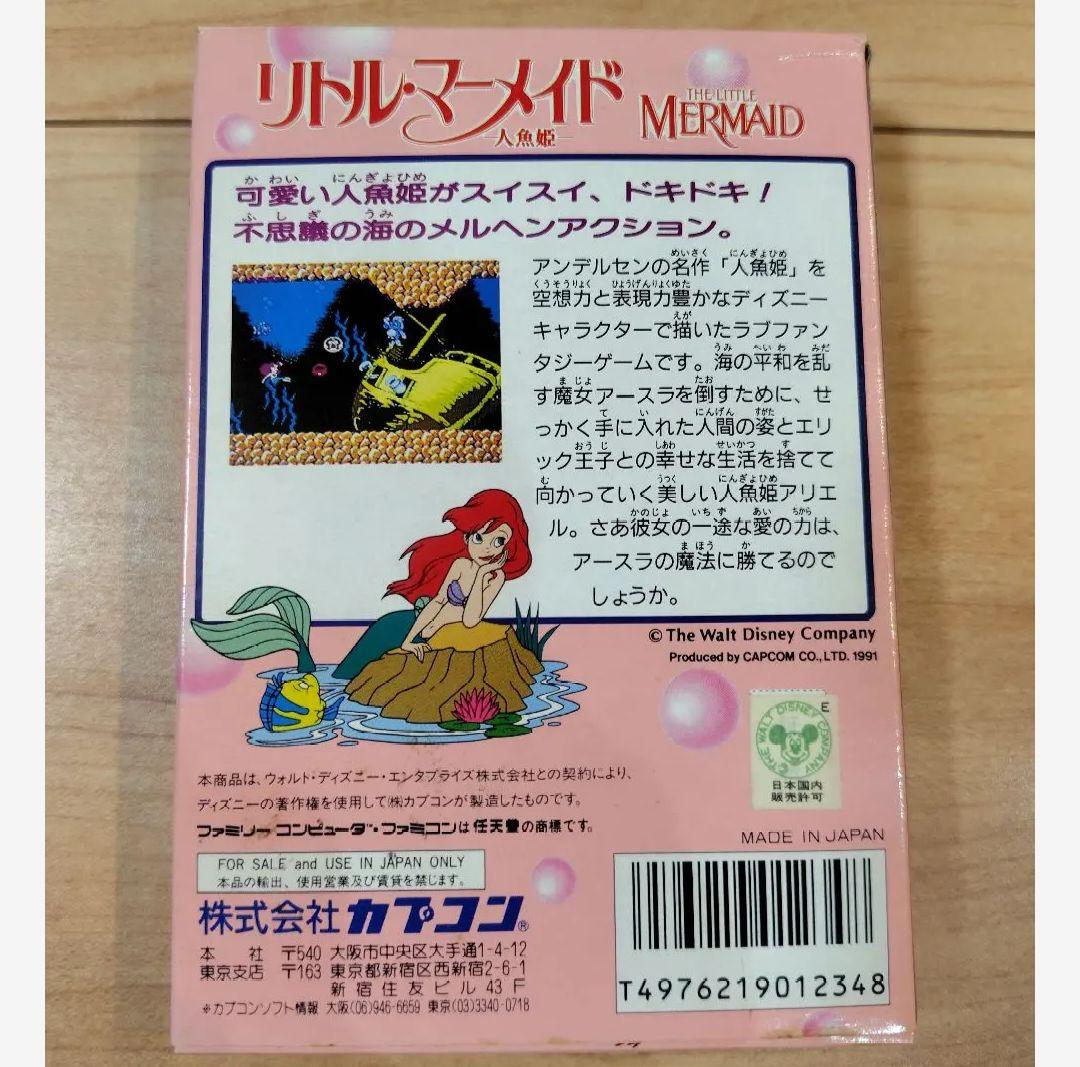 リトル・マーメイド
―人魚姫―
THE LITTLE
MERMAID
可愛い人魚姫がスイスイ、ドキドキ!
不思議の海のメルヘンアクション。
アンデルセンの名作「人魚姫」を
空想力と表現力豊かなディズニー
キャラクターで描いたラブファン
タジーゲームです。海の平和を乱
す魔女アースラを倒すために、せ
っかく手に入れた人間の姿とエリ
ック王子との幸せな生活を捨てて
向かっていく美しい人魚姫アリエ
ル。さあ彼女の一途な愛の力は、
アースラの魔法に勝てるので
しょうか。
© The Walt Disney Company
Produced by CAPCOM CO., LTD. 1991
THE WALT DISNEY COMPANY
E
日本国内
販売許可
本商品は、ウォルト・ディズニー・エンタプライズ株式会社との契約により、
ディズニーの著作権を使用して(株)カプコンが製造したものです。
ファミリーコンピュータ™・ファミコンは任天堂の商標です。
MADE IN JAPAN
FOR SALE and USE IN JAPAN ONLY
本品の輸出、使用営業及び賃貸を禁じます。
株式会社カプコン®
本 社 〒540 大阪市中央区大手通1-4-12
東京支店 〒163 東京都新宿区西新宿2-6-1
新宿住友ビル 43 F
※カプコンソフト情報 大阪(06)946-6659 東京(03)3340-0718
T4976219012348